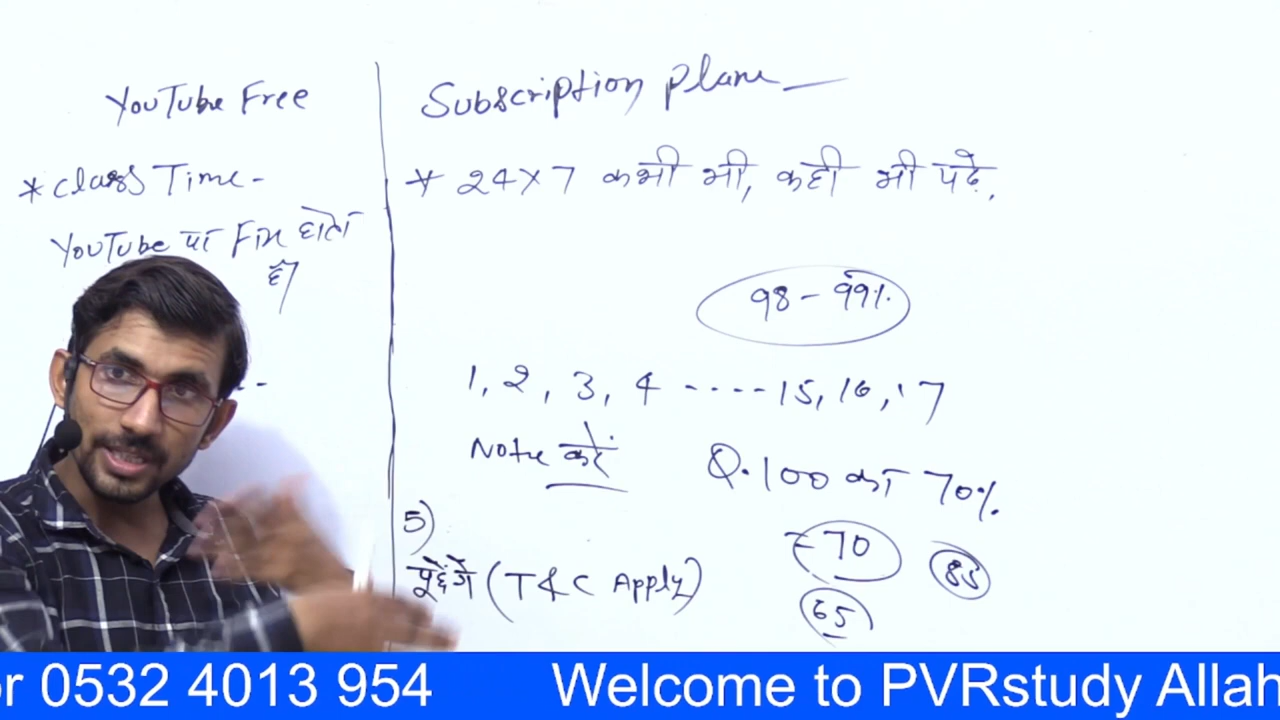 YouTube Free
* Class Time -
YouTube पर Fix होता
है
Subscription Plane —
* 24 x 7 कभी भी, कही भी पढ़े.
98 - 99%
1, 2, 3, 4 ---- 15, 16, 17
Note करे
Q. 100 का 70%
= 70
85
65
5)
पूछेंगे (T & C Apply)
or 0532 4013 954 Welcome to PVRstudy Allah